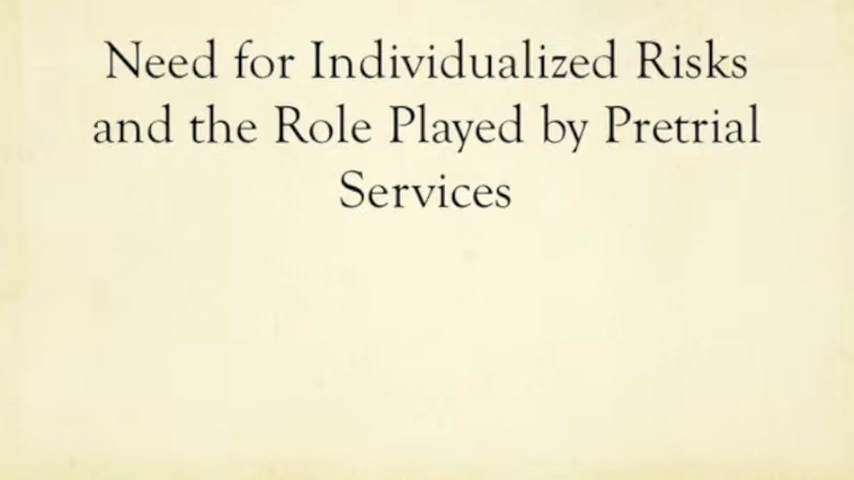 Need for Individualized Risks
and the Role Played by Pretrial
Services